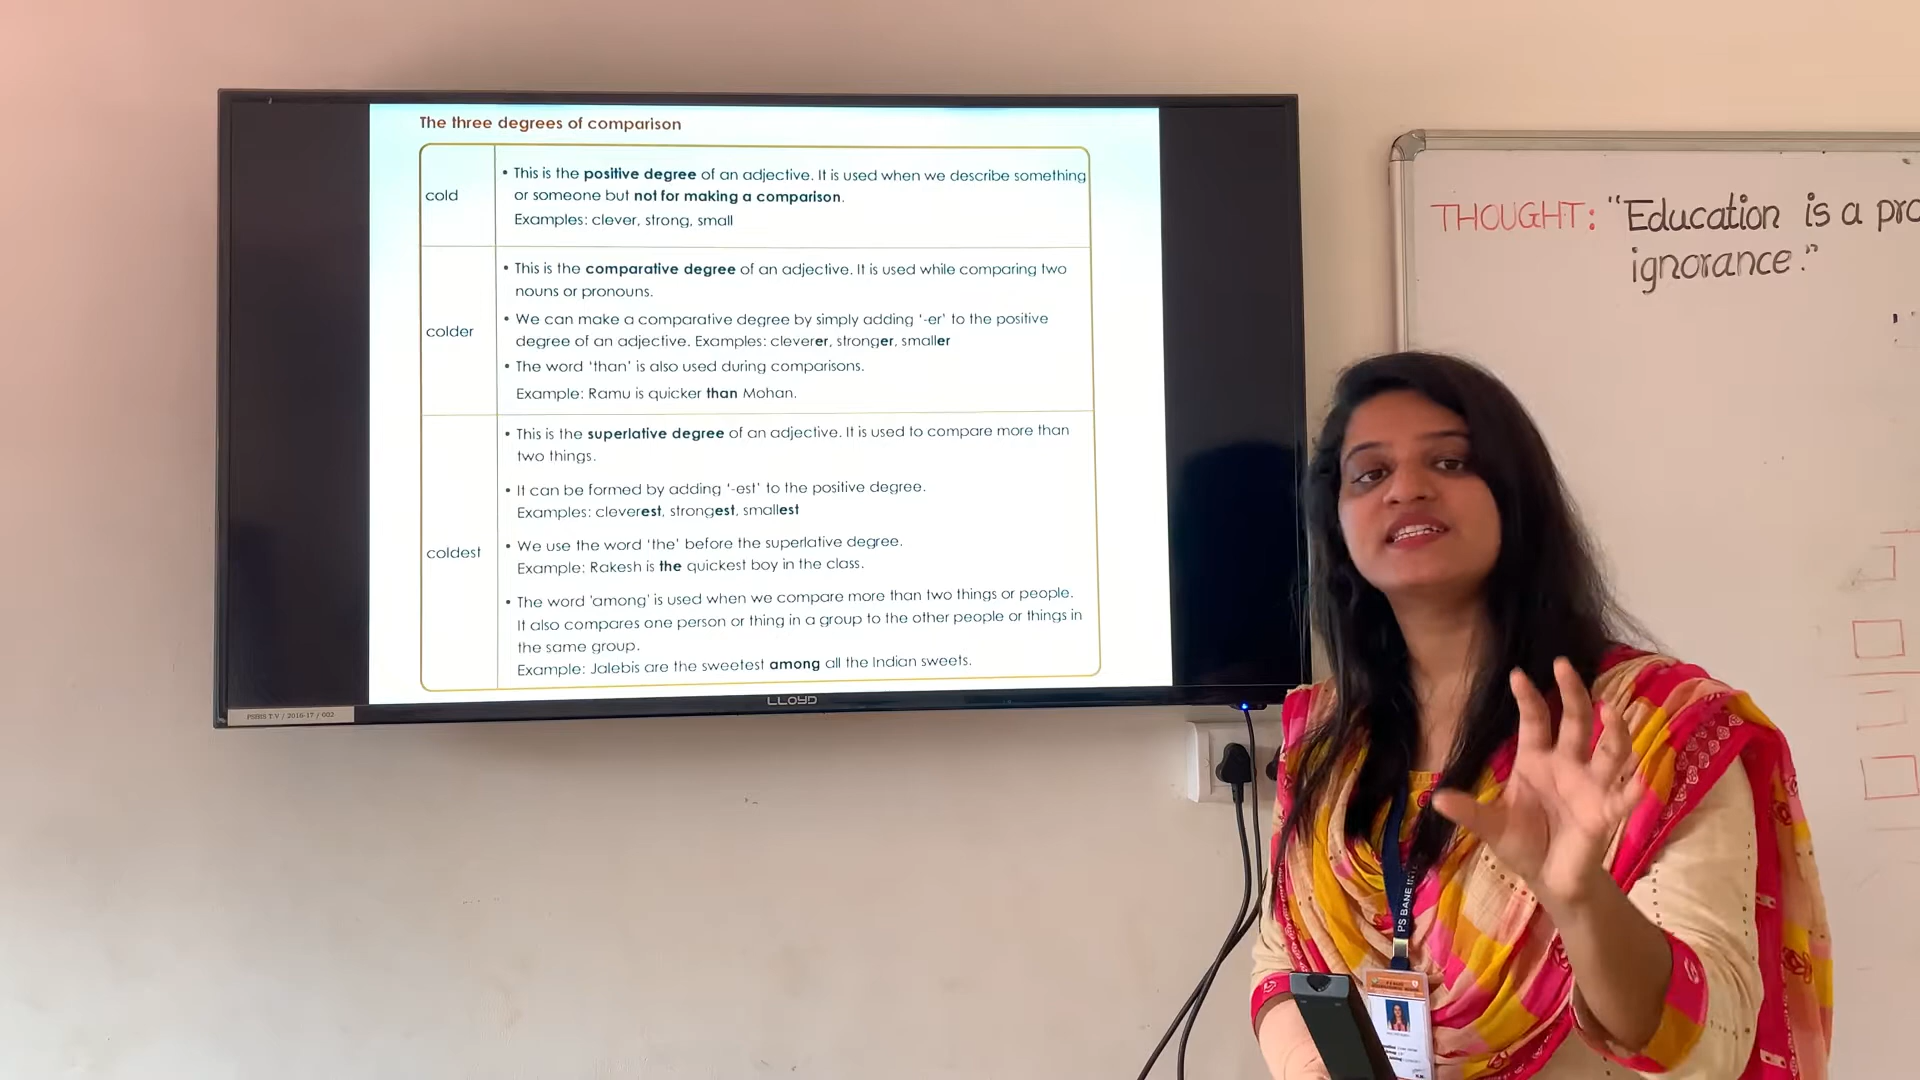 The three degrees of comparison
cold
• This is the positive degree of an adjective. It is used when we describe something
or someone but not for making a comparison.
Examples: clever, strong, small
colder
• This is the comparative degree of an adjective. It is used while comparing two
nouns or pronouns.
• We can make a comparative degree by simply adding ‘-er’ to the positive
degree of an adjective. Examples: cleverer, stronger, smaller
• The word ‘than’ is also used during comparisons.
Example: Ramu is quicker than Mohan.
coldest
• This is the superlative degree of an adjective. It is used to compare more than
two things.
• It can be formed by adding ‘-est’ to the positive degree.
Examples: cleverest, strongest, smallest
• We use the word ‘the’ before the superlative degree.
Example: Rakesh is the quickest boy in the class.
• The word 'among' is used when we compare more than two things or people.
It also compares one person or thing in a group to the other people or things in
the same group.
Example: Jalebis are the sweetest among all the Indian sweets.
LLOYD
PSBIS T.V / 2016-17 / 002
THOUGHT: “Education is a pro
ignorance.”
PS BANE INT